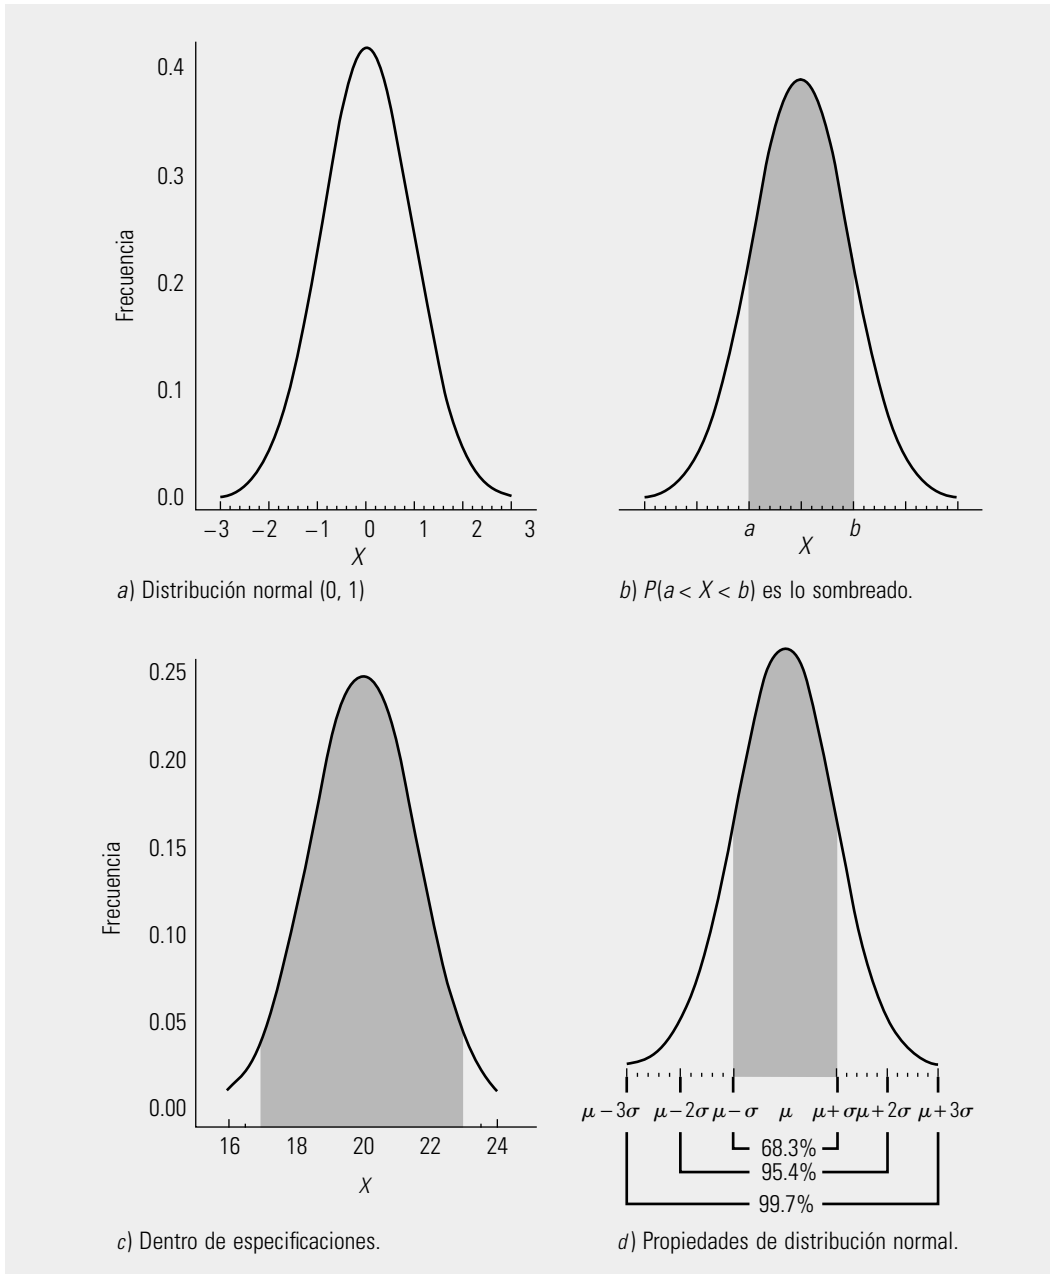 0.4
0.3
0.2
0.1
0.0
Frecuencia
−3 −2 −1 0 1 2 3
X
a) Distribución normal (0, 1)
a b
X
b) P(a < X < b) es lo sombreado.
0.25
0.20
0.15
0.10
0.05
0.00
Frecuencia
16 18 20 22 24
X
c) Dentro de especificaciones.
μ − 3σ μ − 2σ μ − σ μ μ + σ μ + 2σ μ + 3σ
68.3%
95.4%
99.7%
d) Propiedades de distribución normal.